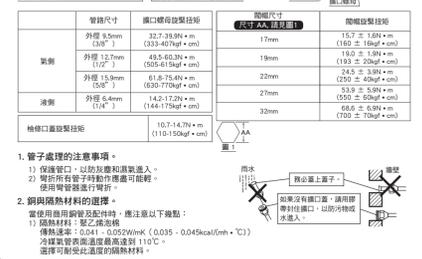 擴口螺母
管路尺寸
擴口螺母旋緊扭矩
氣側
外徑 9.5mm
(3/8")
32.7-39.9N • m
(333-407kgf • cm)
外徑 12.7mm
(1/2")
49.5-60.3N • m
(505-615kgf • cm)
外徑 15.9mm
(5/8")
61.8-75.4N • m
(630-770kgf • cm)
液側
外徑 6.4mm
(1/4")
14.2-17.2N • m
(144-175kgf • cm)
檢修口蓋旋緊扭矩
10.7-14.7N • m
(110-150kgf • cm)
閥帽尺寸
尺寸 AA, 請見圖1
閥帽旋緊扭矩
17mm
15.7 ± 1.6N • m
(160 ± 16kgf • cm)
19mm
19.0 ± 1.9N • m
(193 ± 20kgf • cm)
22mm
24.5 ± 3.9N • m
(250 ± 40kgf • cm)
27mm
53.9 ± 5.9N • m
(550 ± 60kgf • cm)
32mm
68.6 ± 6.9N • m
(700 ± 70kgf • cm)
AA
圖 1
1. 管子處理的注意事項。
1) 保護管口，以防灰塵和濕氣進入。
2) 彎折所有管子時動作應盡可能輕。
使用彎管器進行彎折。
2. 銅與隔熱材料的選擇。
當使用商用銅管及配件時，應注意以下幾點：
1) 隔熱材料：聚乙烯泡棉
傳熱速率：0.041 - 0.052W/mK ( 0.035 - 0.045kcal/(mh • ℃))
冷媒氣管表面溫度最高達到 110℃。
選擇可耐受此溫度的隔熱材料。
雨水
牆壁
務必蓋上蓋子。
如果沒有擴口蓋，請用膠
帶封住擴口，以防污物或
水進入。